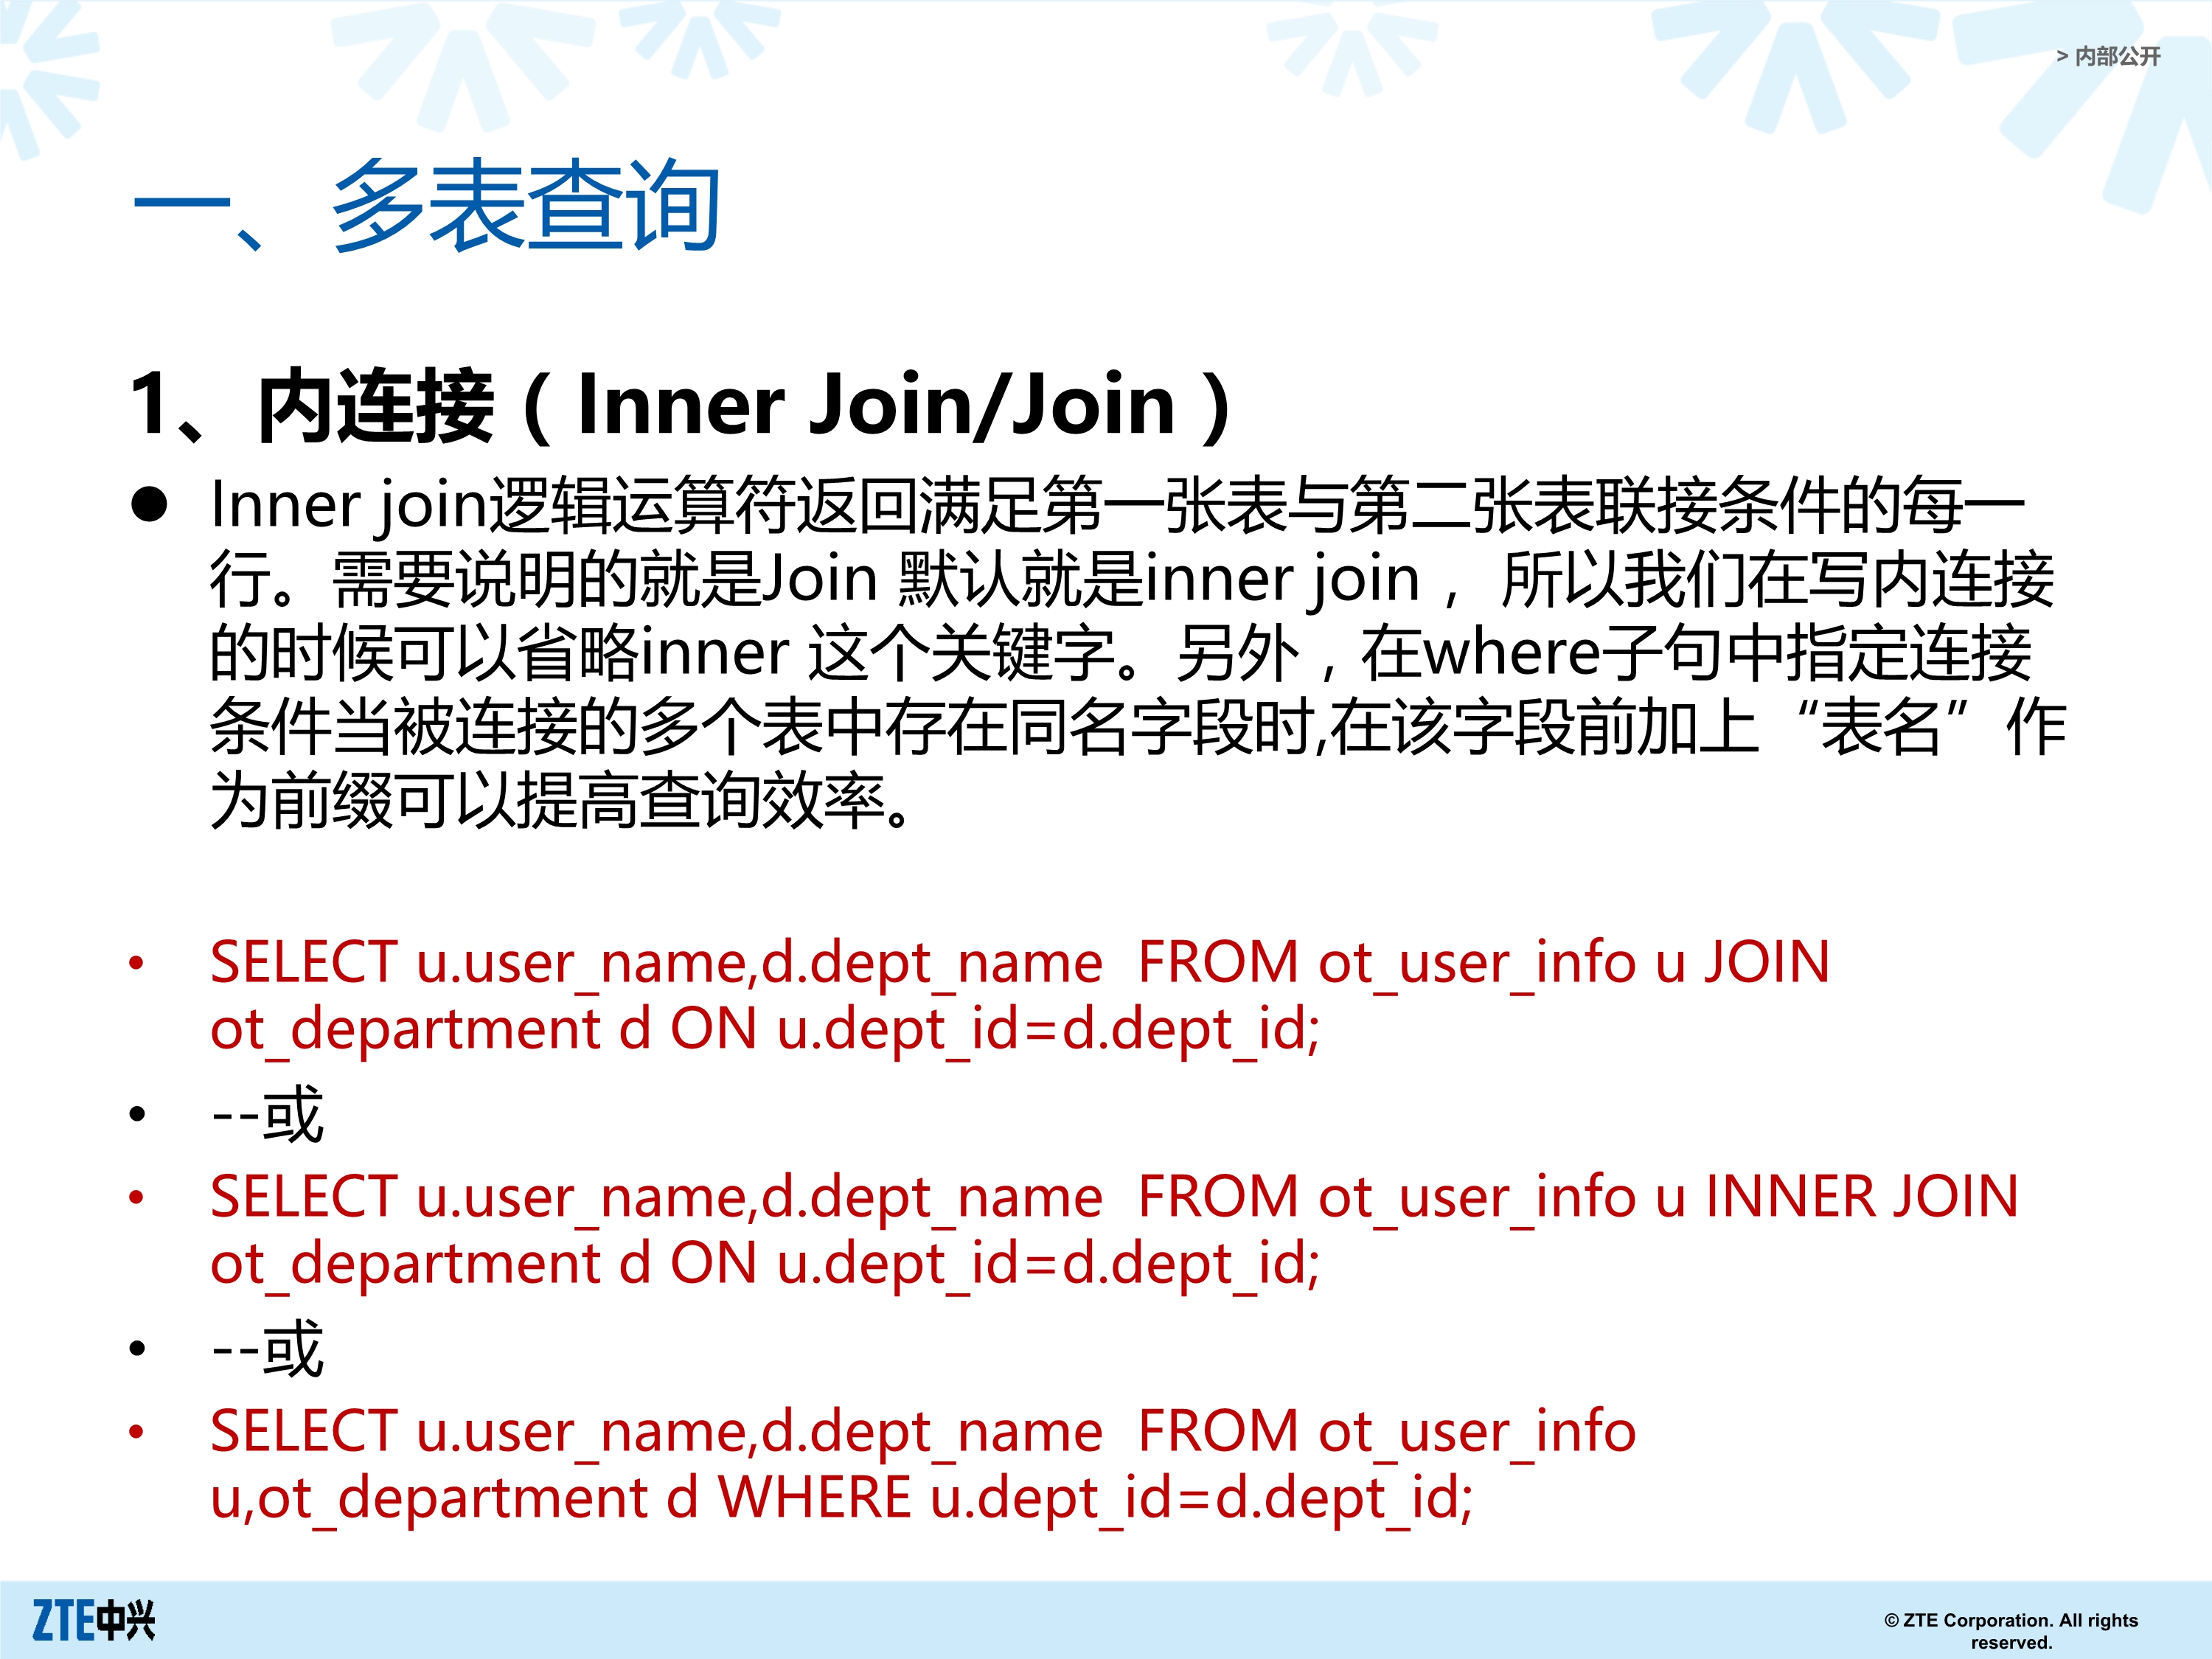 > 内部公开
一、多表查询
1、内连接（Inner Join/Join）
● Inner join逻辑运算符返回满足第一张表与第二张表联接条件的每一
行。需要说明的就是Join 默认就是inner join， 所以我们在写内连接
的时候可以省略inner 这个关键字。另外，在where子句中指定连接
条件当被连接的多个表中存在同名字段时,在该字段前加上“表名” 作
为前缀可以提高查询效率。
• SELECT u.user_name,d.dept_name  FROM ot_user_info u JOIN
ot_department d ON u.dept_id=d.dept_id;
• --或
• SELECT u.user_name,d.dept_name  FROM ot_user_info u INNER JOIN
ot_department d ON u.dept_id=d.dept_id;
• --或
• SELECT u.user_name,d.dept_name  FROM ot_user_info
u,ot_department d WHERE u.dept_id=d.dept_id;
ZTE中兴
© ZTE Corporation. All rights
reserved.